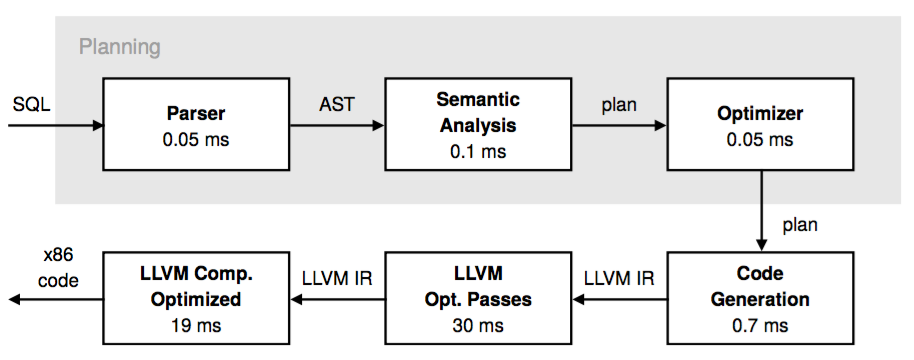 Planning
SQL
Parser
0.05 ms
AST
Semantic
Analysis
0.1 ms
plan
Optimizer
0.05 ms
plan
x86
code
LLVM Comp.
Optimized
19 ms
LLVM IR
LLVM
Opt. Passes
30 ms
LLVM IR
Code
Generation
0.7 ms